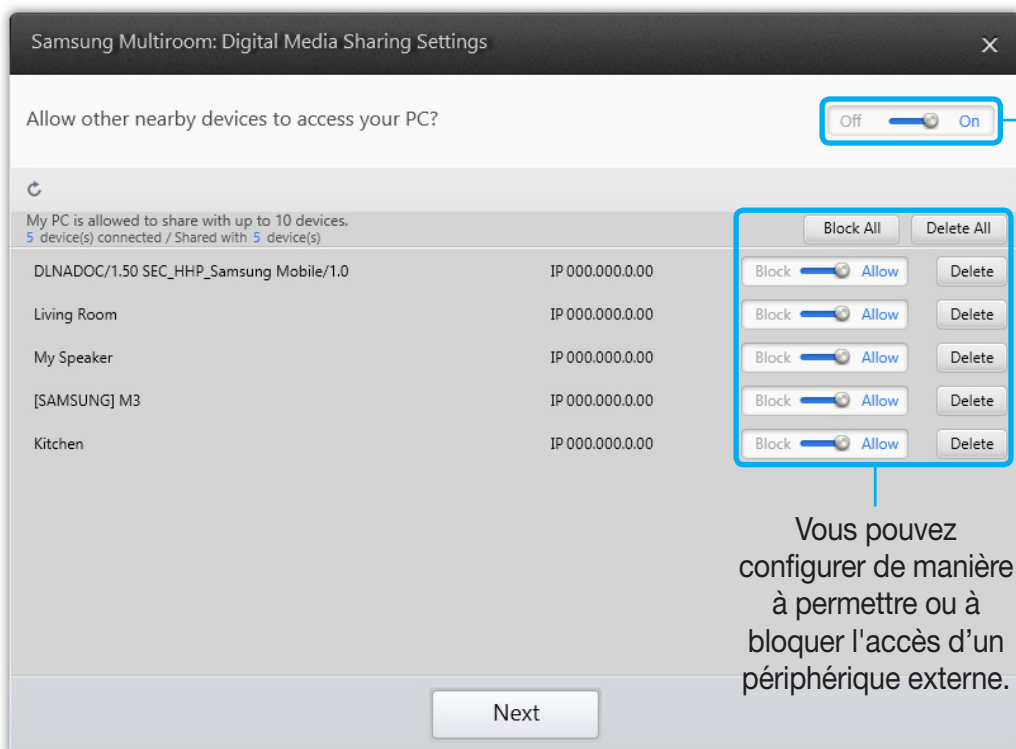 Samsung Multiroom: Digital Media Sharing Settings
Allow other nearby devices to access your PC?
Off On
My PC is allowed to share with up to 10 devices.
5 device(s) connected / Shared with 5 device(s)
Block All Delete All
DLNADOC/1.50 SEC_HHP_Samsung Mobile/1.0 IP 000.000.0.00 Block Allow Delete
Living Room IP 000.000.0.00 Block Allow Delete
My Speaker IP 000.000.0.00 Block Allow Delete
[SAMSUNG] M3 IP 000.000.0.00 Block Allow Delete
Kitchen IP 000.000.0.00 Block Allow Delete
Vous pouvez
configurer de manière
à permettre ou à
bloquer l'accès d’un
périphérique externe.
Next